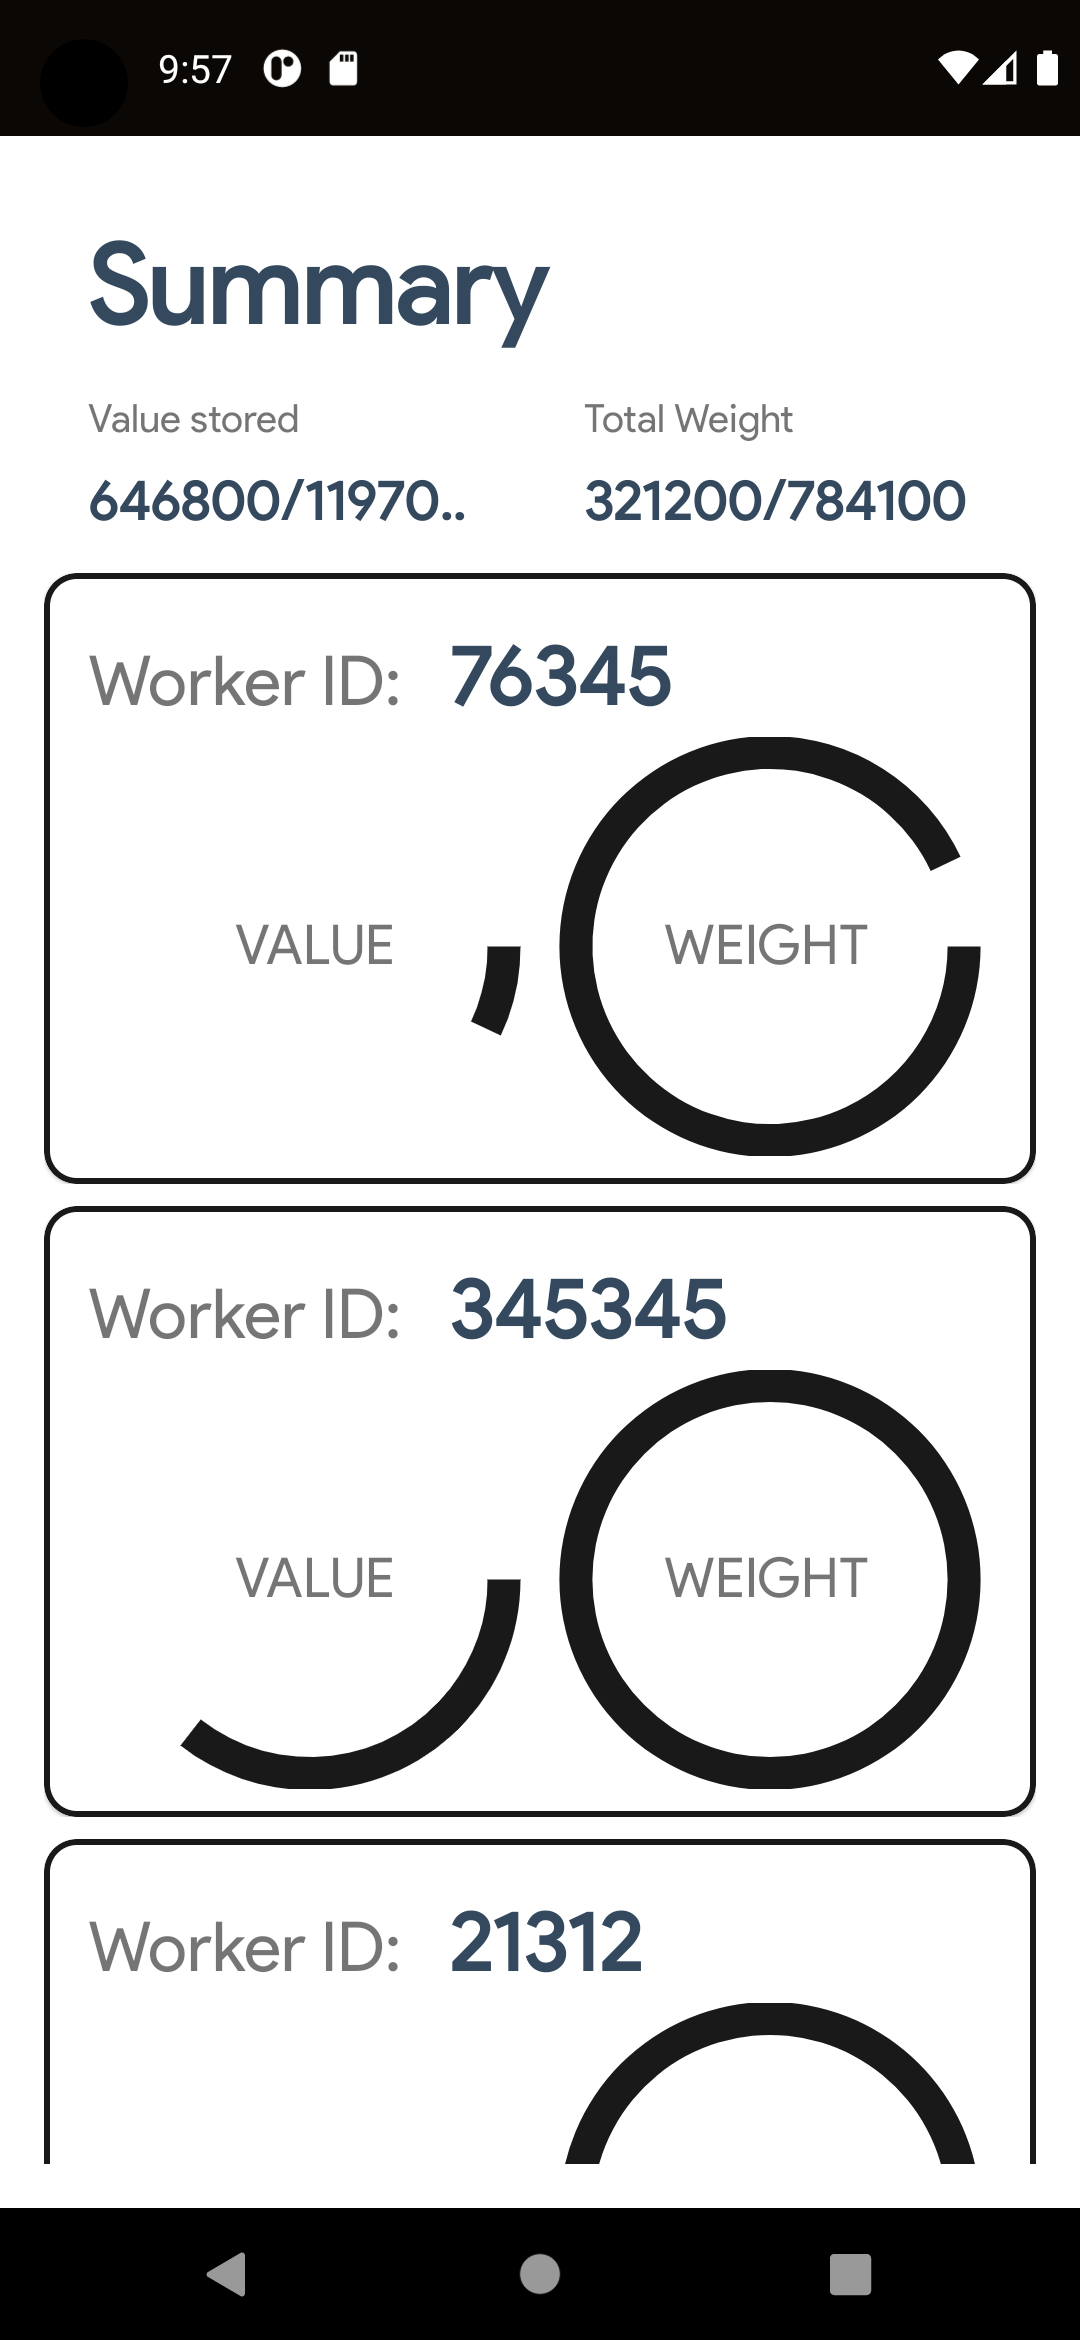 9:57
Summary
Value stored Total Weight
646800/11970.. 321200/784100
Worker ID: 76345
VALUE WEIGHT
Worker ID: 345345
VALUE WEIGHT
Worker ID: 21312